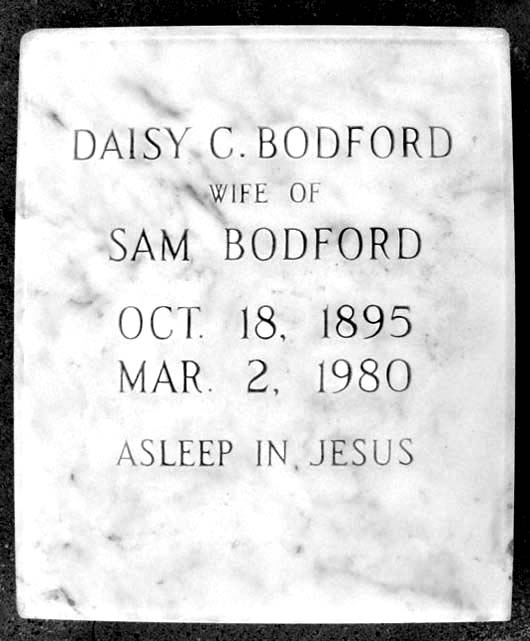 DAISY C. BODFORD
WIFE OF
SAM BODFORD
OCT. 18, 1895
MAR. 2, 1980
ASLEEP IN JESUS